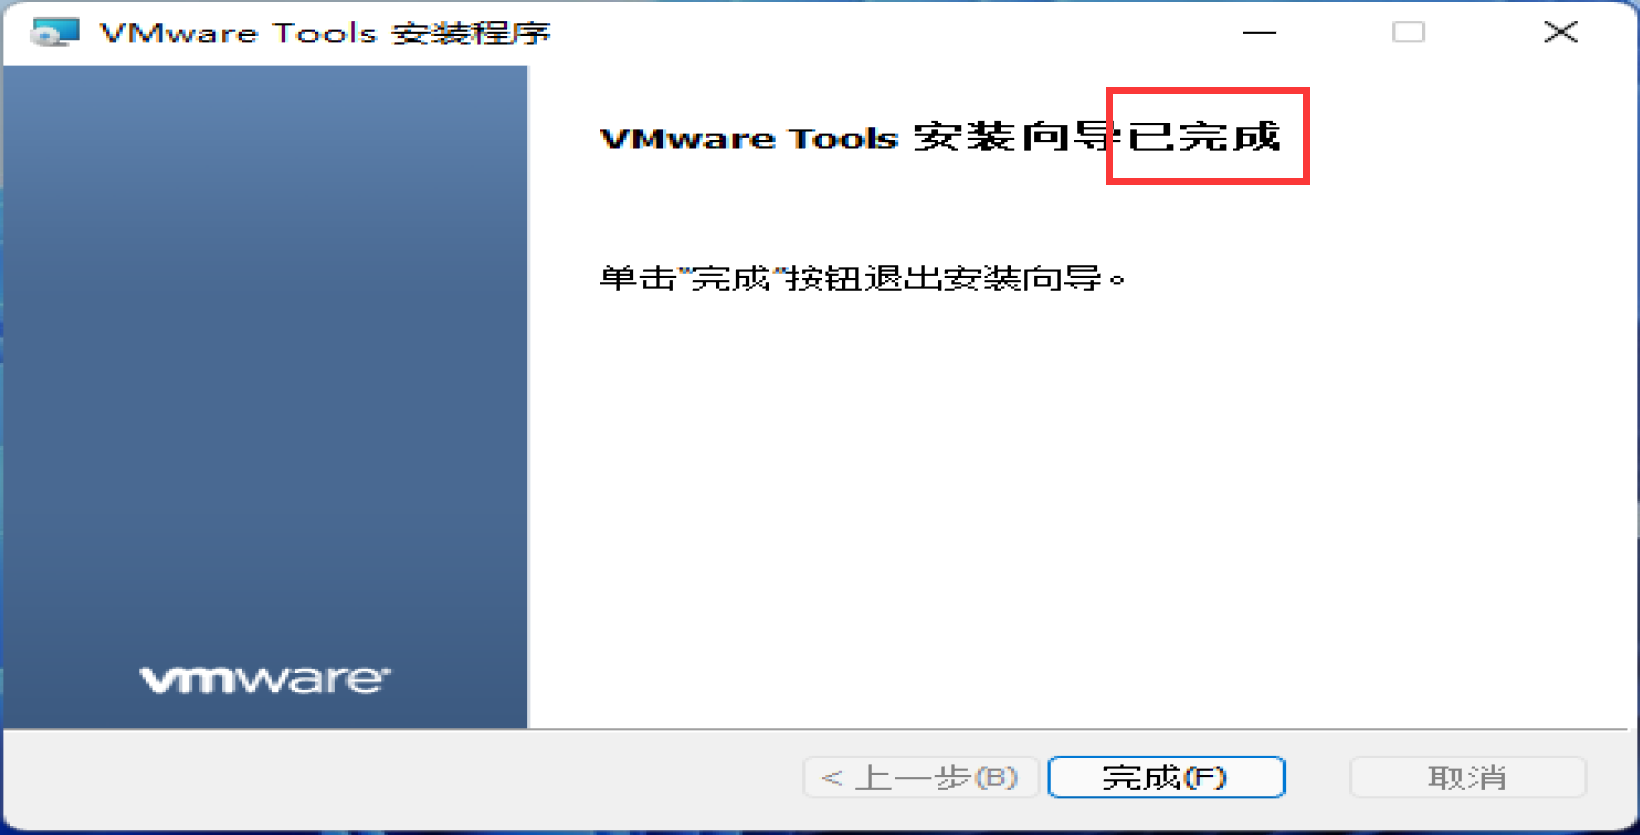 VMware Tools 安装程序
VMware Tools 安装向导已完成
单击"完成"按钮退出安装向导。
vmware
< 上一步(B)
完成(F)
取消